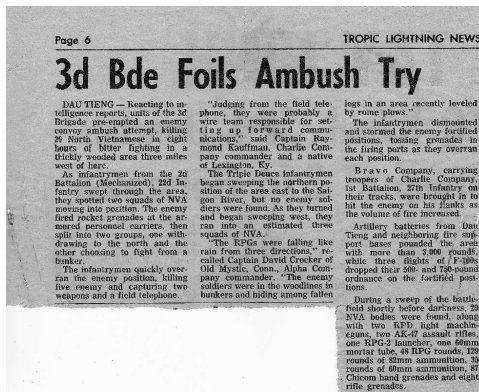 Page 6
TROPIC LIGHTNING NEWS
3d Bde Foils Ambush Try
DAU TIENG — Reacting to in-
telligence reports, units of the 3d
Brigade pre-empted an enemy
convoy ambush attempt, killing
29 North Vietnamese in eight
hours of bitter fighting in a
thickly wooded area three miles
west of here.
As infantrymen from the 2d
Battalion (Mechanized), 22d In-
fantry swept through the area,
they spotted two squads of NVA
moving into position. The enemy
fired rocket grenades at the ar-
mored personnel carriers, then
split into two groups, one with-
drawing to the north and the
other choosing to fight from a
bunker.
The infantrymen quickly over-
ran the enemy position, killing
five enemy and capturing two
weapons and a field telephone.
"Judging from the field tele-
phone, they were probably a
wire team responsible for set-
ting up forward commu-
nications," said Captain Ray-
mond Kauffman, Charlie Com-
pany commander and a native
of Lexington, Ky.
The Triple Deuce infantrymen
began sweeping the northern po-
sition of the area east to the Sai-
gon River, but no enemy sol-
diers were found. As they turned
and began sweeping west, they
ran into an estimated three
squads of NVA.
"The RPGs were falling like
rain from three directions," re-
called Captain David Crocker of
Old Mystic, Conn., Alpha Com-
pany commander. "The enemy
soldiers were in the woodlines in
bunkers and hiding among fallen
logs in an area recently leveled
by rome plows."
The infantrymen dismounted
and stormed the enemy fortified
positions, tossing grenades in
the firing ports as they overran
each position.
Bravo Company, carrying
troopers of Charlie Company,
1st Battalion, 27th Infantry on
their tracks, were brought in to
hit the enemy on his flanks as
the volume of fire increased.
Artillery batteries from Dau
Tieng and neighboring fire sup-
port bases pounded the area
with more than 3,000 rounds,
while three flights of F-100s
dropped their 500- and 750-pound
ordnance on the fortified posi-
tions.
During a sweep of the battle-
field shortly before darkness, 29
NVA bodies were found along
with two RPD light machin-
eguns, two AK-47 assault rifles,
one RPG-2 launcher, one 60mm
mortar tube, 48 RPG rounds, 129
rounds of 82mm ammunition, 35
rounds of 60mm ammunition, 87
Chicom hand grenades and eight
rifle grenades.